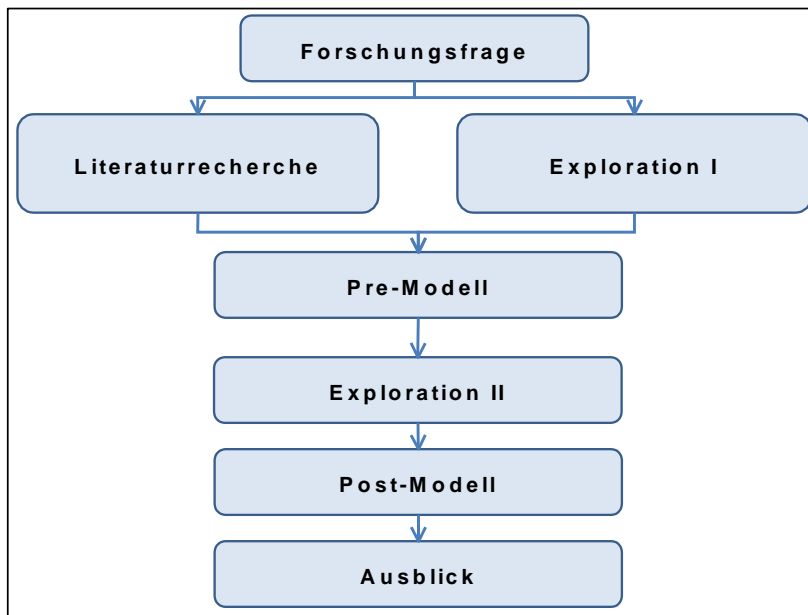 Forschungsfrage
Literaturrecherche
Exploration I
Pre-Modell
Exploration II
Post-Modell
Ausblick